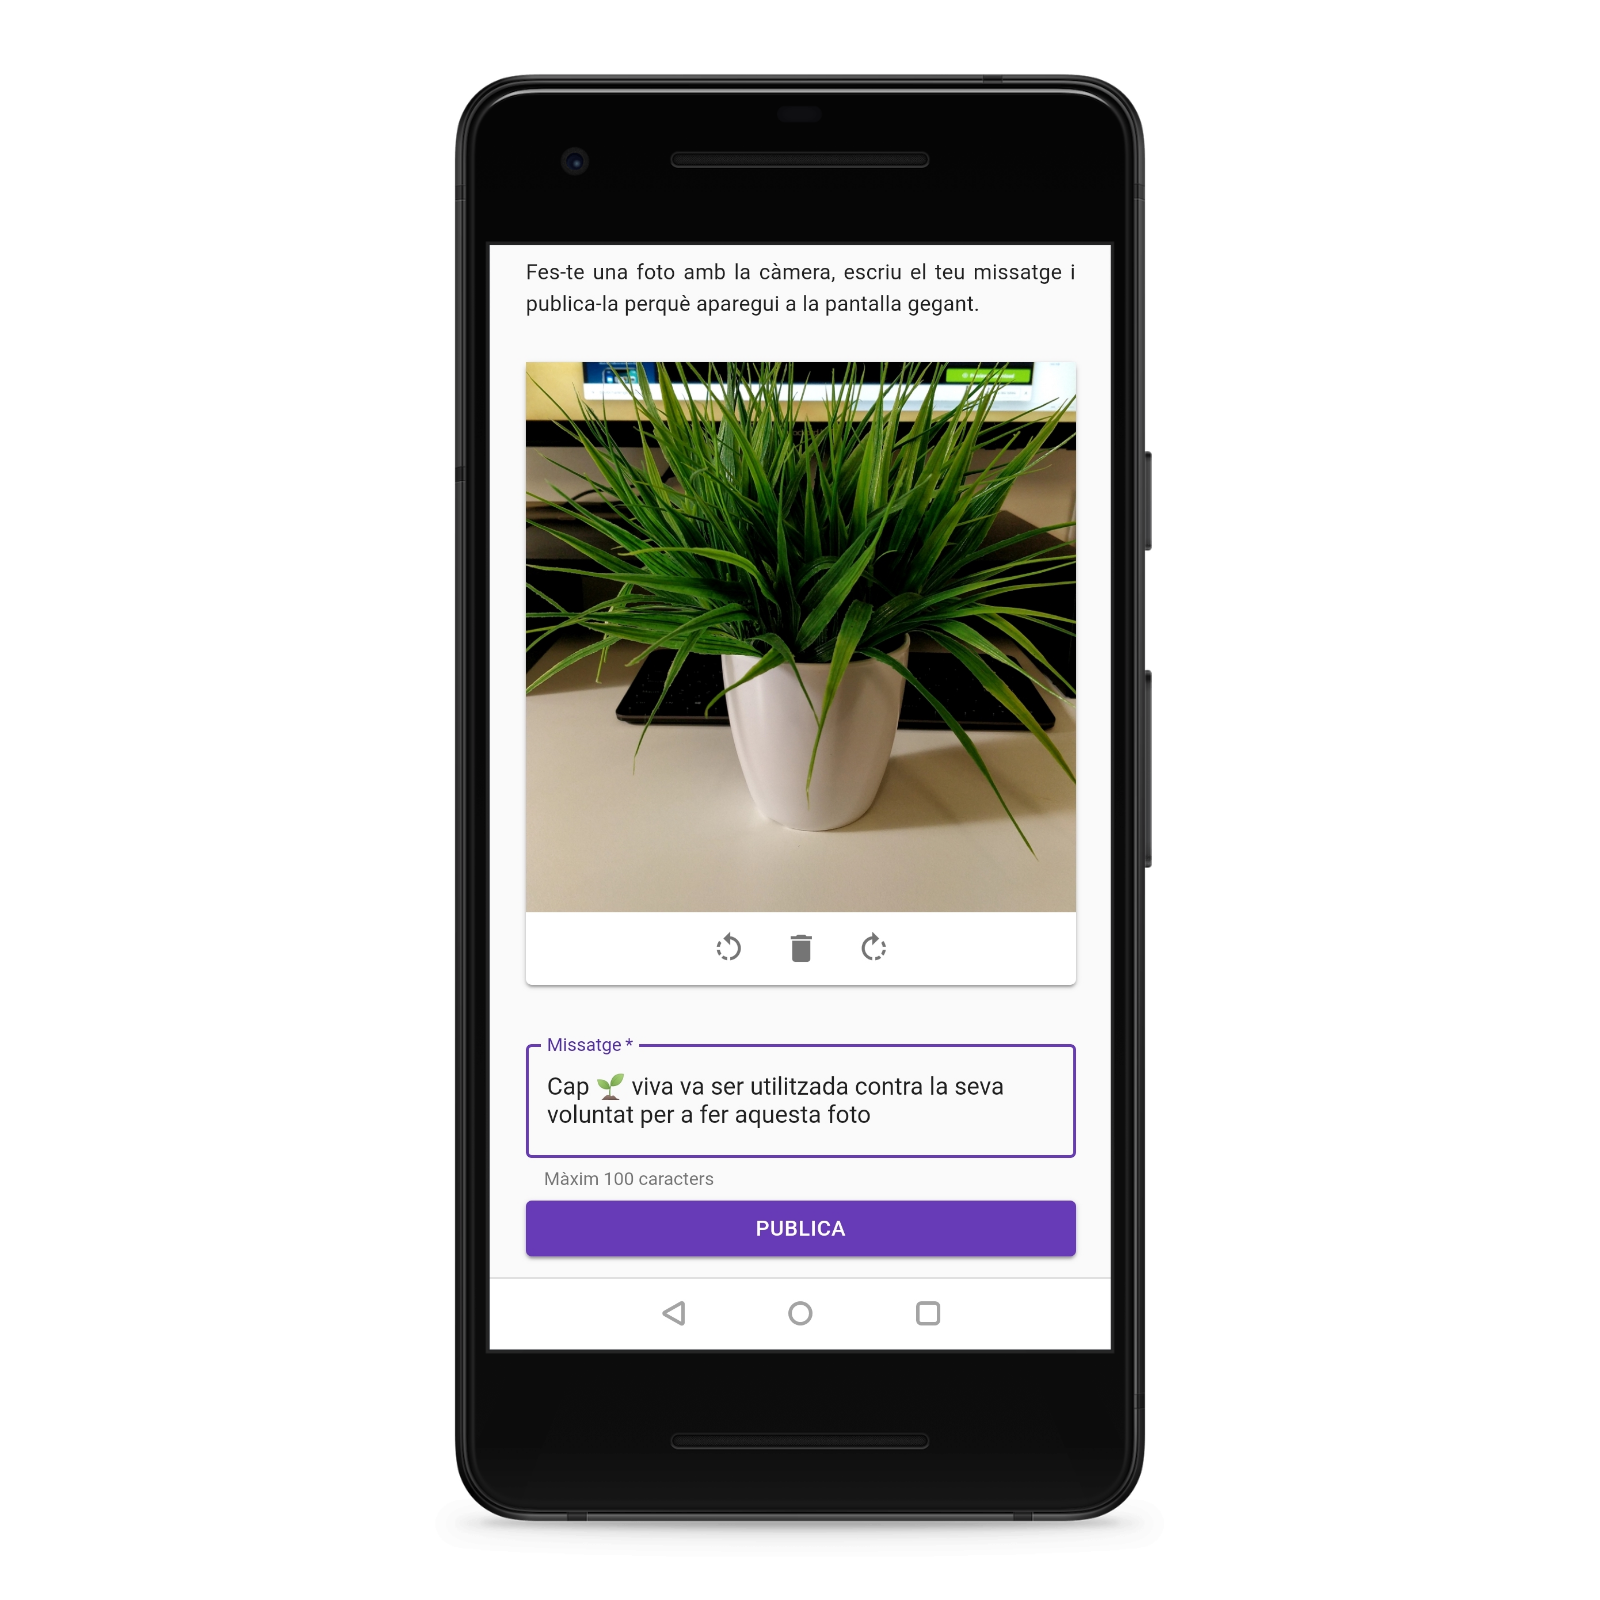 Fes-te una foto amb la càmera, escriu el teu missatge i
publica-la perquè aparegui a la pantalla gegant.
Missatge *
Cap 🌱 viva va ser utilitzada contra la seva
voluntat per a fer aquesta foto
Màxim 100 caracters
PUBLICA